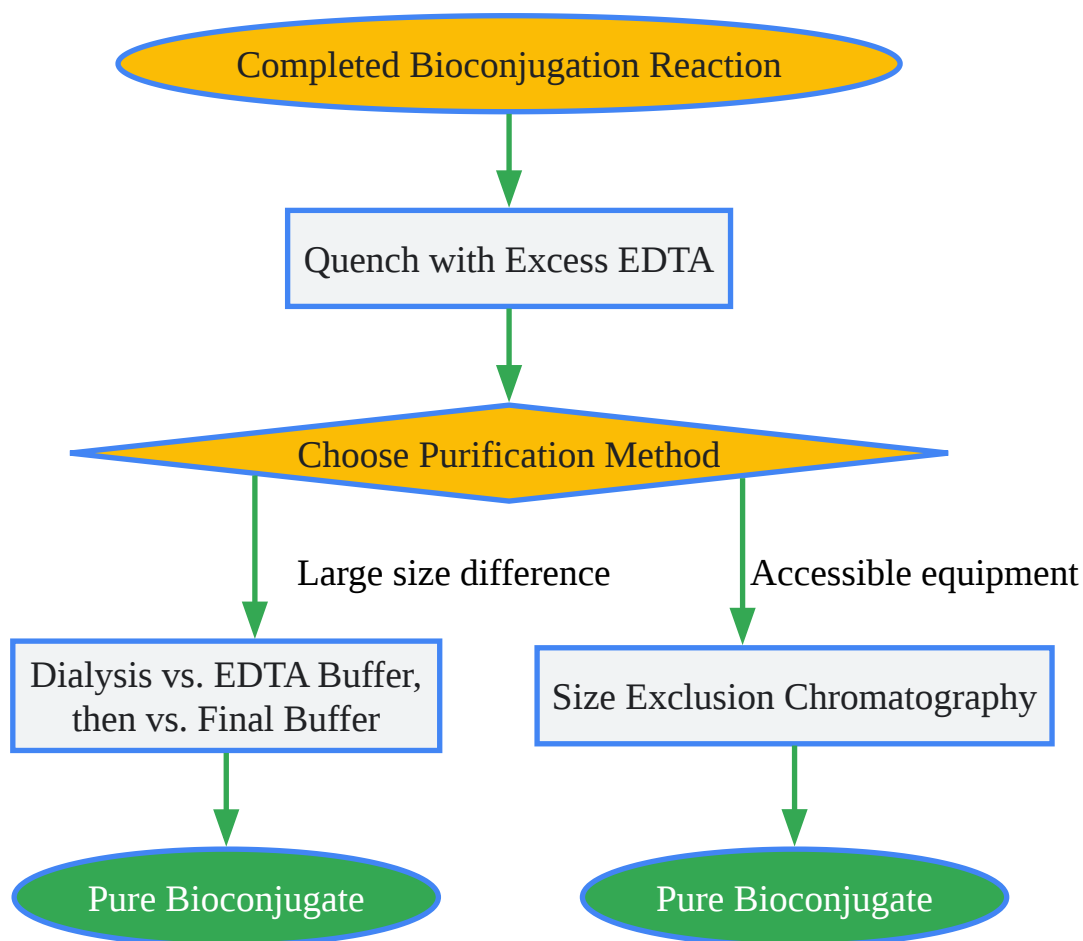 Completed Bioconjugation Reaction
Quench with Excess EDTA
Choose Purification Method
Large size difference
Accessible equipment
Dialysis vs. EDTA Buffer,
then vs. Final Buffer
Size Exclusion Chromatography
Pure Bioconjugate
Pure Bioconjugate